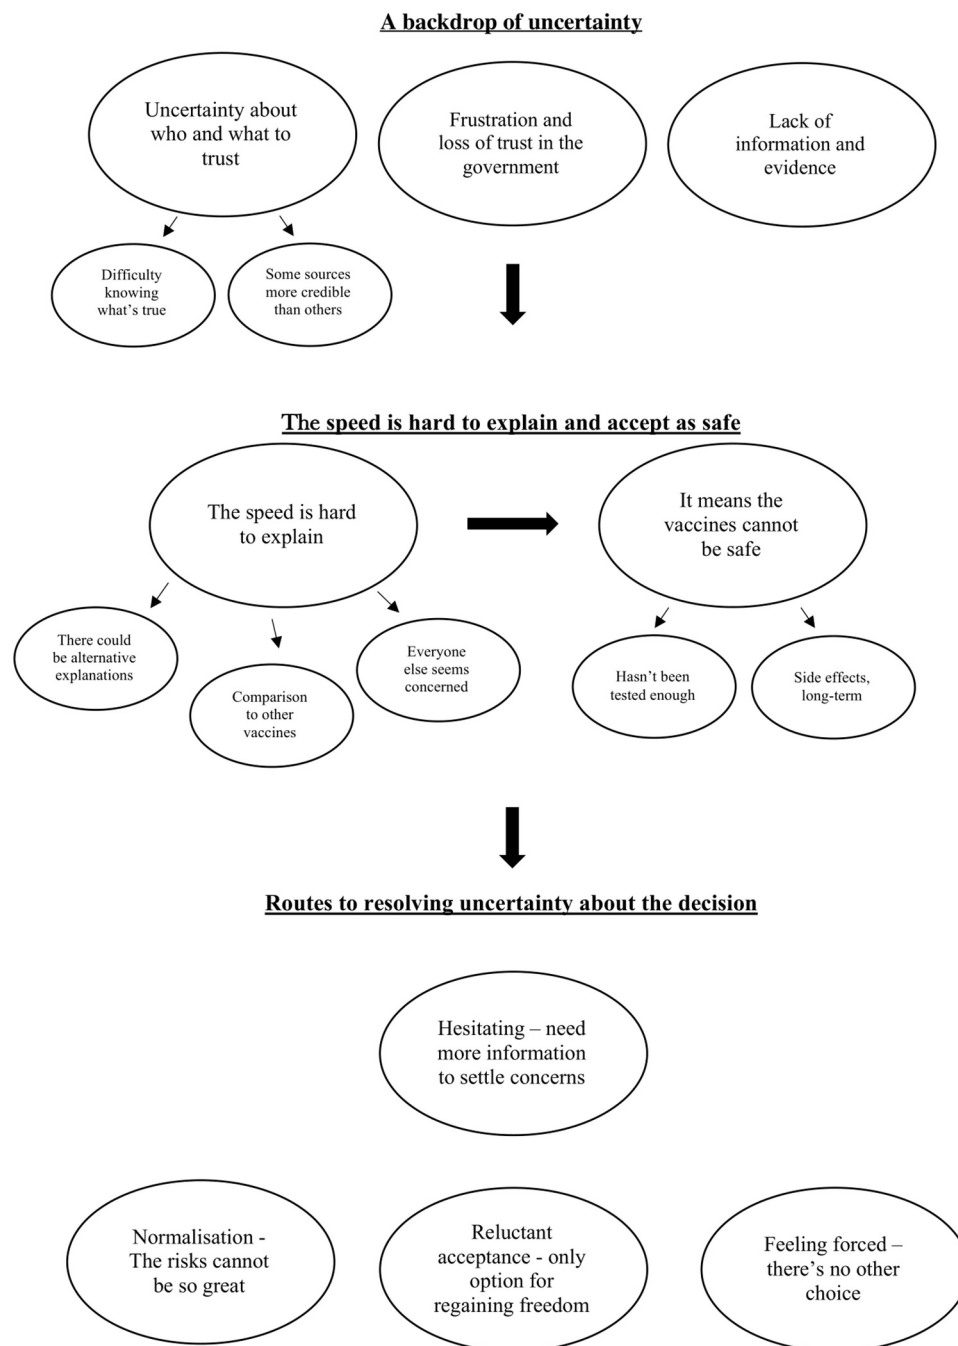 A backdrop of uncertainty
Uncertainty about
who and what to
trust
Frustration and
loss of trust in the
government
Lack of
information and
evidence
Difficulty
knowing
what's true
Some sources
more credible
than others
The speed is hard to explain and accept as safe
The speed is hard
to explain
It means the
vaccines cannot
be safe
There could
be alternative
explanations
Comparison
to other
vaccines
Everyone
else seems
concerned
Hasn't been
tested enough
Side effects,
long-term
Routes to resolving uncertainty about the decision
Hesitating – need
more information
to settle concerns
Normalisation -
The risks cannot
be so great
Reluctant
acceptance - only
option for
regaining freedom
Feeling forced –
there's no other
choice